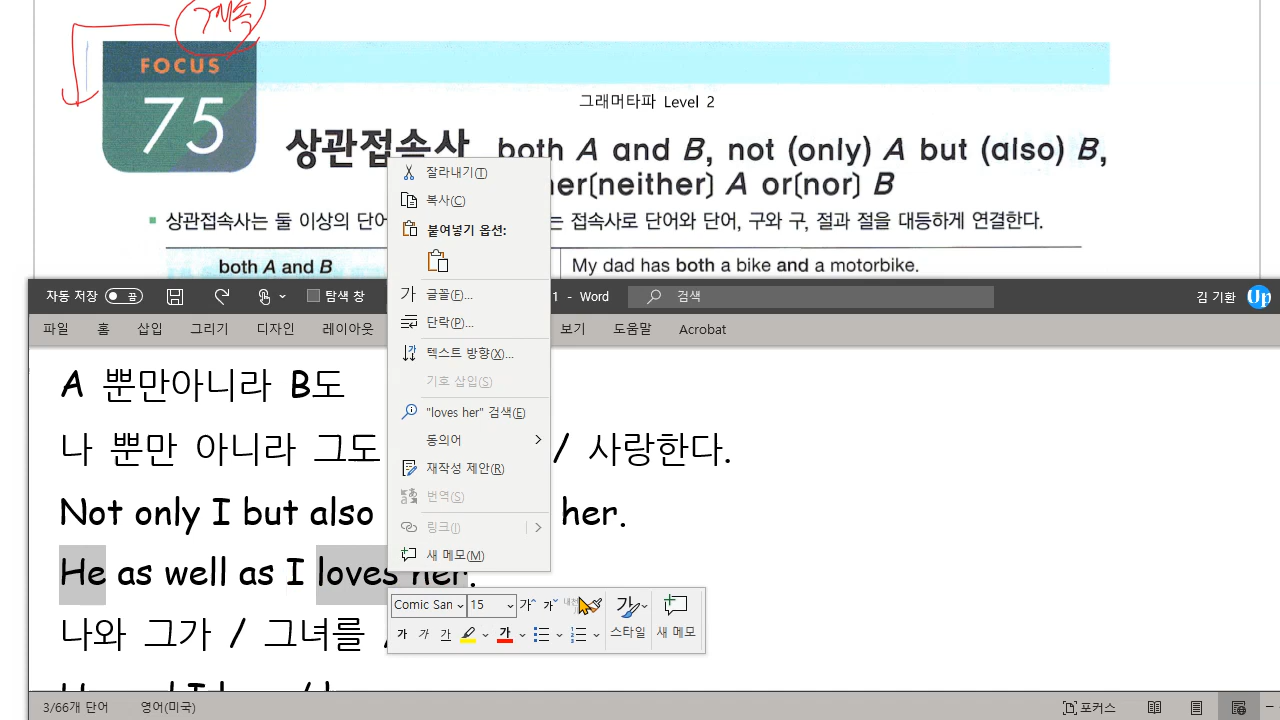 계속
FOCUS
75
그래머타파 Level 2
상관접속사 both A and B, not (only) A but (also) B,
her(neither) A or(nor) B
상관접속사는 둘 이상의 단어 는 접속사로 단어와 단어, 구와 구, 절과 절을 대등하게 연결한다.
both A and B
My dad has both a bike and a motorbike.
자동 저장 끔 탐색 창 1 - Word 검색 김 기환 Up
파일 홈 삽입 그리기 디자인 레이아웃 보기 도움말 Acrobat
잘라내기(T)
복사(C)
붙여넣기 옵션:
글꼴(F)...
단락(P)...
텍스트 방향(X)...
기호 삽입(S)
"loves her" 검색(E)
동의어
재작성 제안(R)
번역(S)
링크(I)
새 메모(M)
A 뿐만아니라 B도
나 뿐만 아니라 그도 / 사랑한다.
Not only I but also her.
He as well as I loves her.
나와 그가 / 그녀를
Comic San 15 가 가
가 가 가 가 스타일 새 메모
3/66개 단어 영어(미국) 포커스